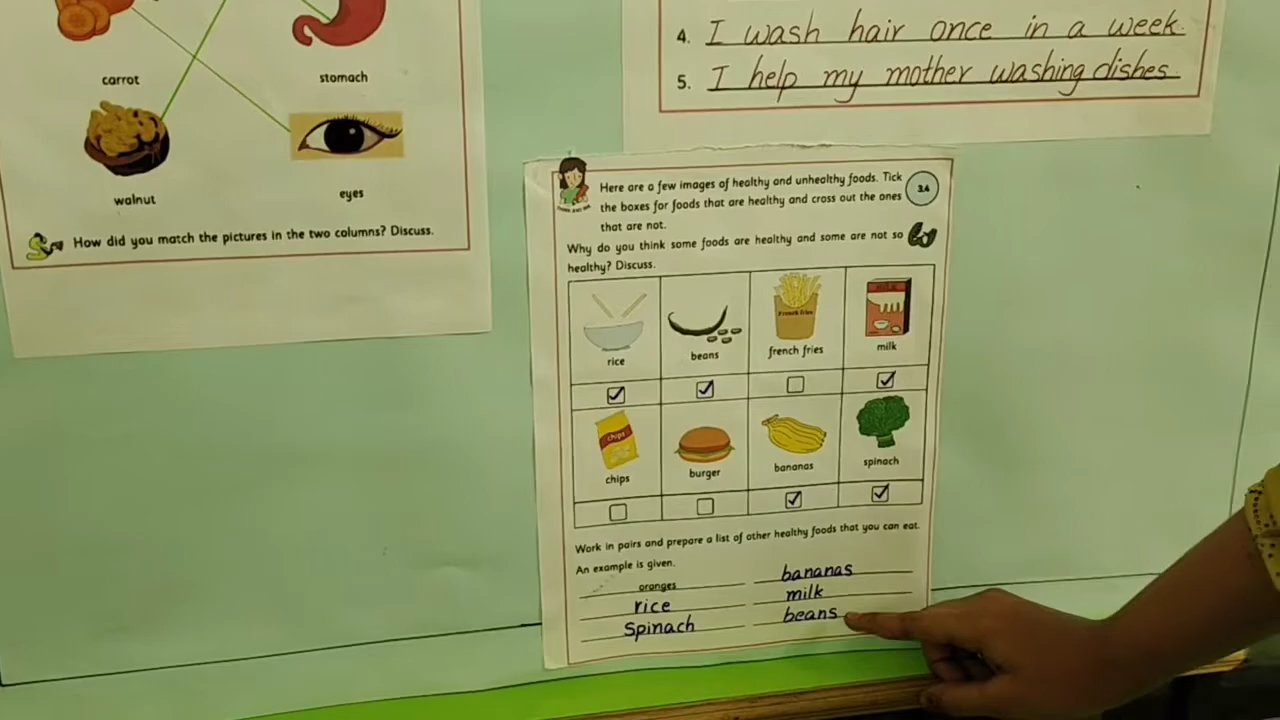 carrot
stomach
walnut
eyes
How did you match the pictures in the two columns? Discuss.
4. I wash hair once in a week.
5. I help my mother washing dishes.
Here are a few images of healthy and unhealthy foods. Tick
the boxes for foods that are healthy and cross out the ones
that are not.
3.4
Why do you think some foods are healthy and some are not so
healthy? Discuss.
French fries
rice
beans
french fries
milk
chips
chips
burger
bananas
spinach
Work in pairs and prepare a list of other healthy foods that you can eat.
An example is given.
oranges
rice
Spinach
bananas
milk
beans